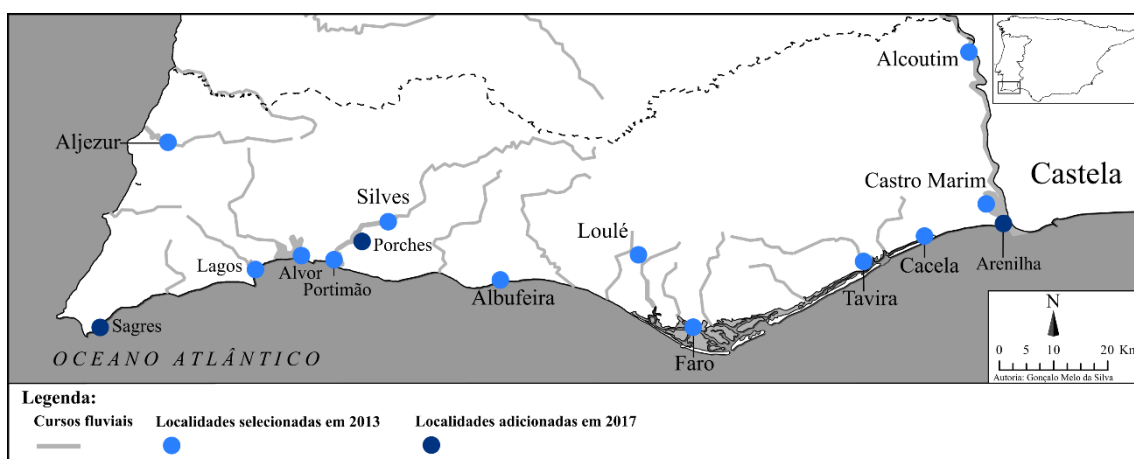 Alcoutim
Aljezur
Castro Marim
Castela
Silves
Porches
Loulé
Lagos
Alvor
Portimão
Albufeira
Tavira
Cacela
Arenilha
Sagres
Faro
OCEANO ATLÂNTICO
N
0 10 20 Km
Autoria: Gonçalo Melo da Silva
Legenda:
Cursos fluviais Localidades selecionadas em 2013 Localidades adicionadas em 2017